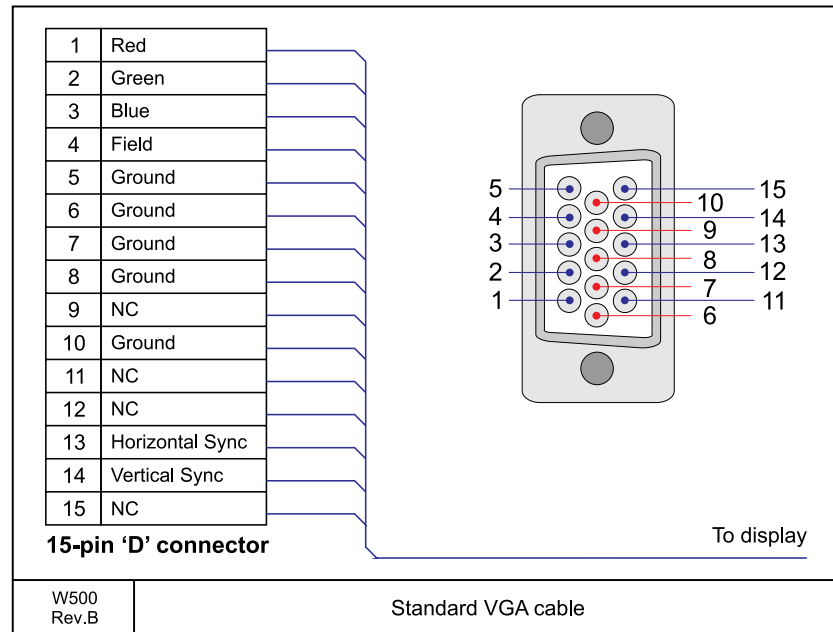 1 Red
2 Green
3 Blue
4 Field
5 Ground
6 Ground
7 Ground
8 Ground
9 NC
10 Ground
11 NC
12 NC
13 Horizontal Sync
14 Vertical Sync
15 NC
15-pin ‘D’ connector
5 15
10
4 14
9
3 13
8
2 12
7
1 11
6
To display
W500
Rev.B
Standard VGA cable